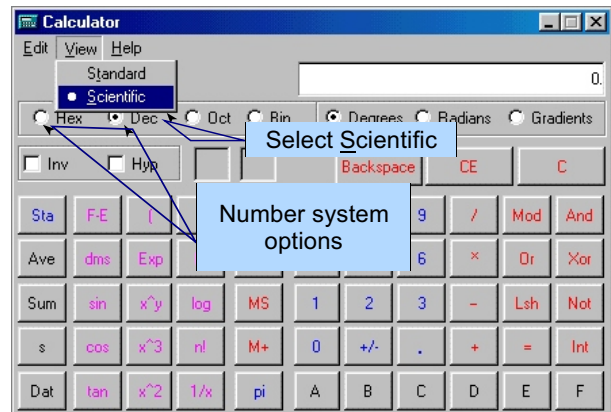 Calculator
Edit View Help
Standard
Scientific
0.
Hex Dec Oct Bin Degrees Radians Gradients
Select Scientific
Inv Hyp Backspace CE C
Number system
options
Sta F-E ( 9 / Mod And
Ave dms Exp 6 * Or Xor
Sum sin x^y log MS 1 2 3 - Lsh Not
s cos x^3 n! M+ 0 +/- . + = Int
Dat tan x^2 1/x pi A B C D E F